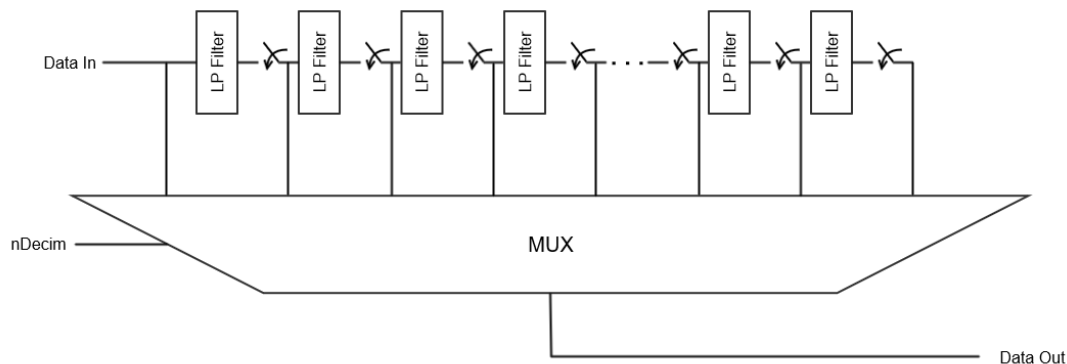 Data In
LP Filter
LP Filter
LP Filter
LP Filter
. . .
LP Filter
LP Filter
nDecim
MUX
Data Out